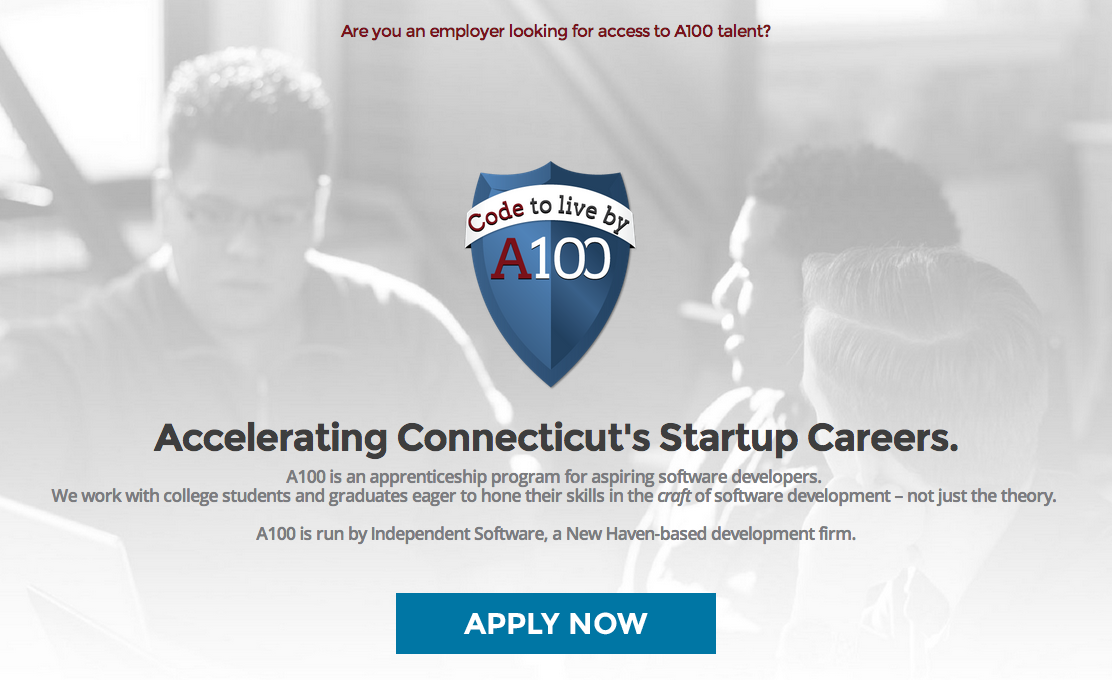 Are you an employer looking for access to A100 talent?
Code to live by
A100
Accelerating Connecticut's Startup Careers.
A100 is an apprenticeship program for aspiring software developers.
We work with college students and graduates eager to hone their skills in the craft of software development – not just the theory.
A100 is run by Independent Software, a New Haven-based development firm.
APPLY NOW